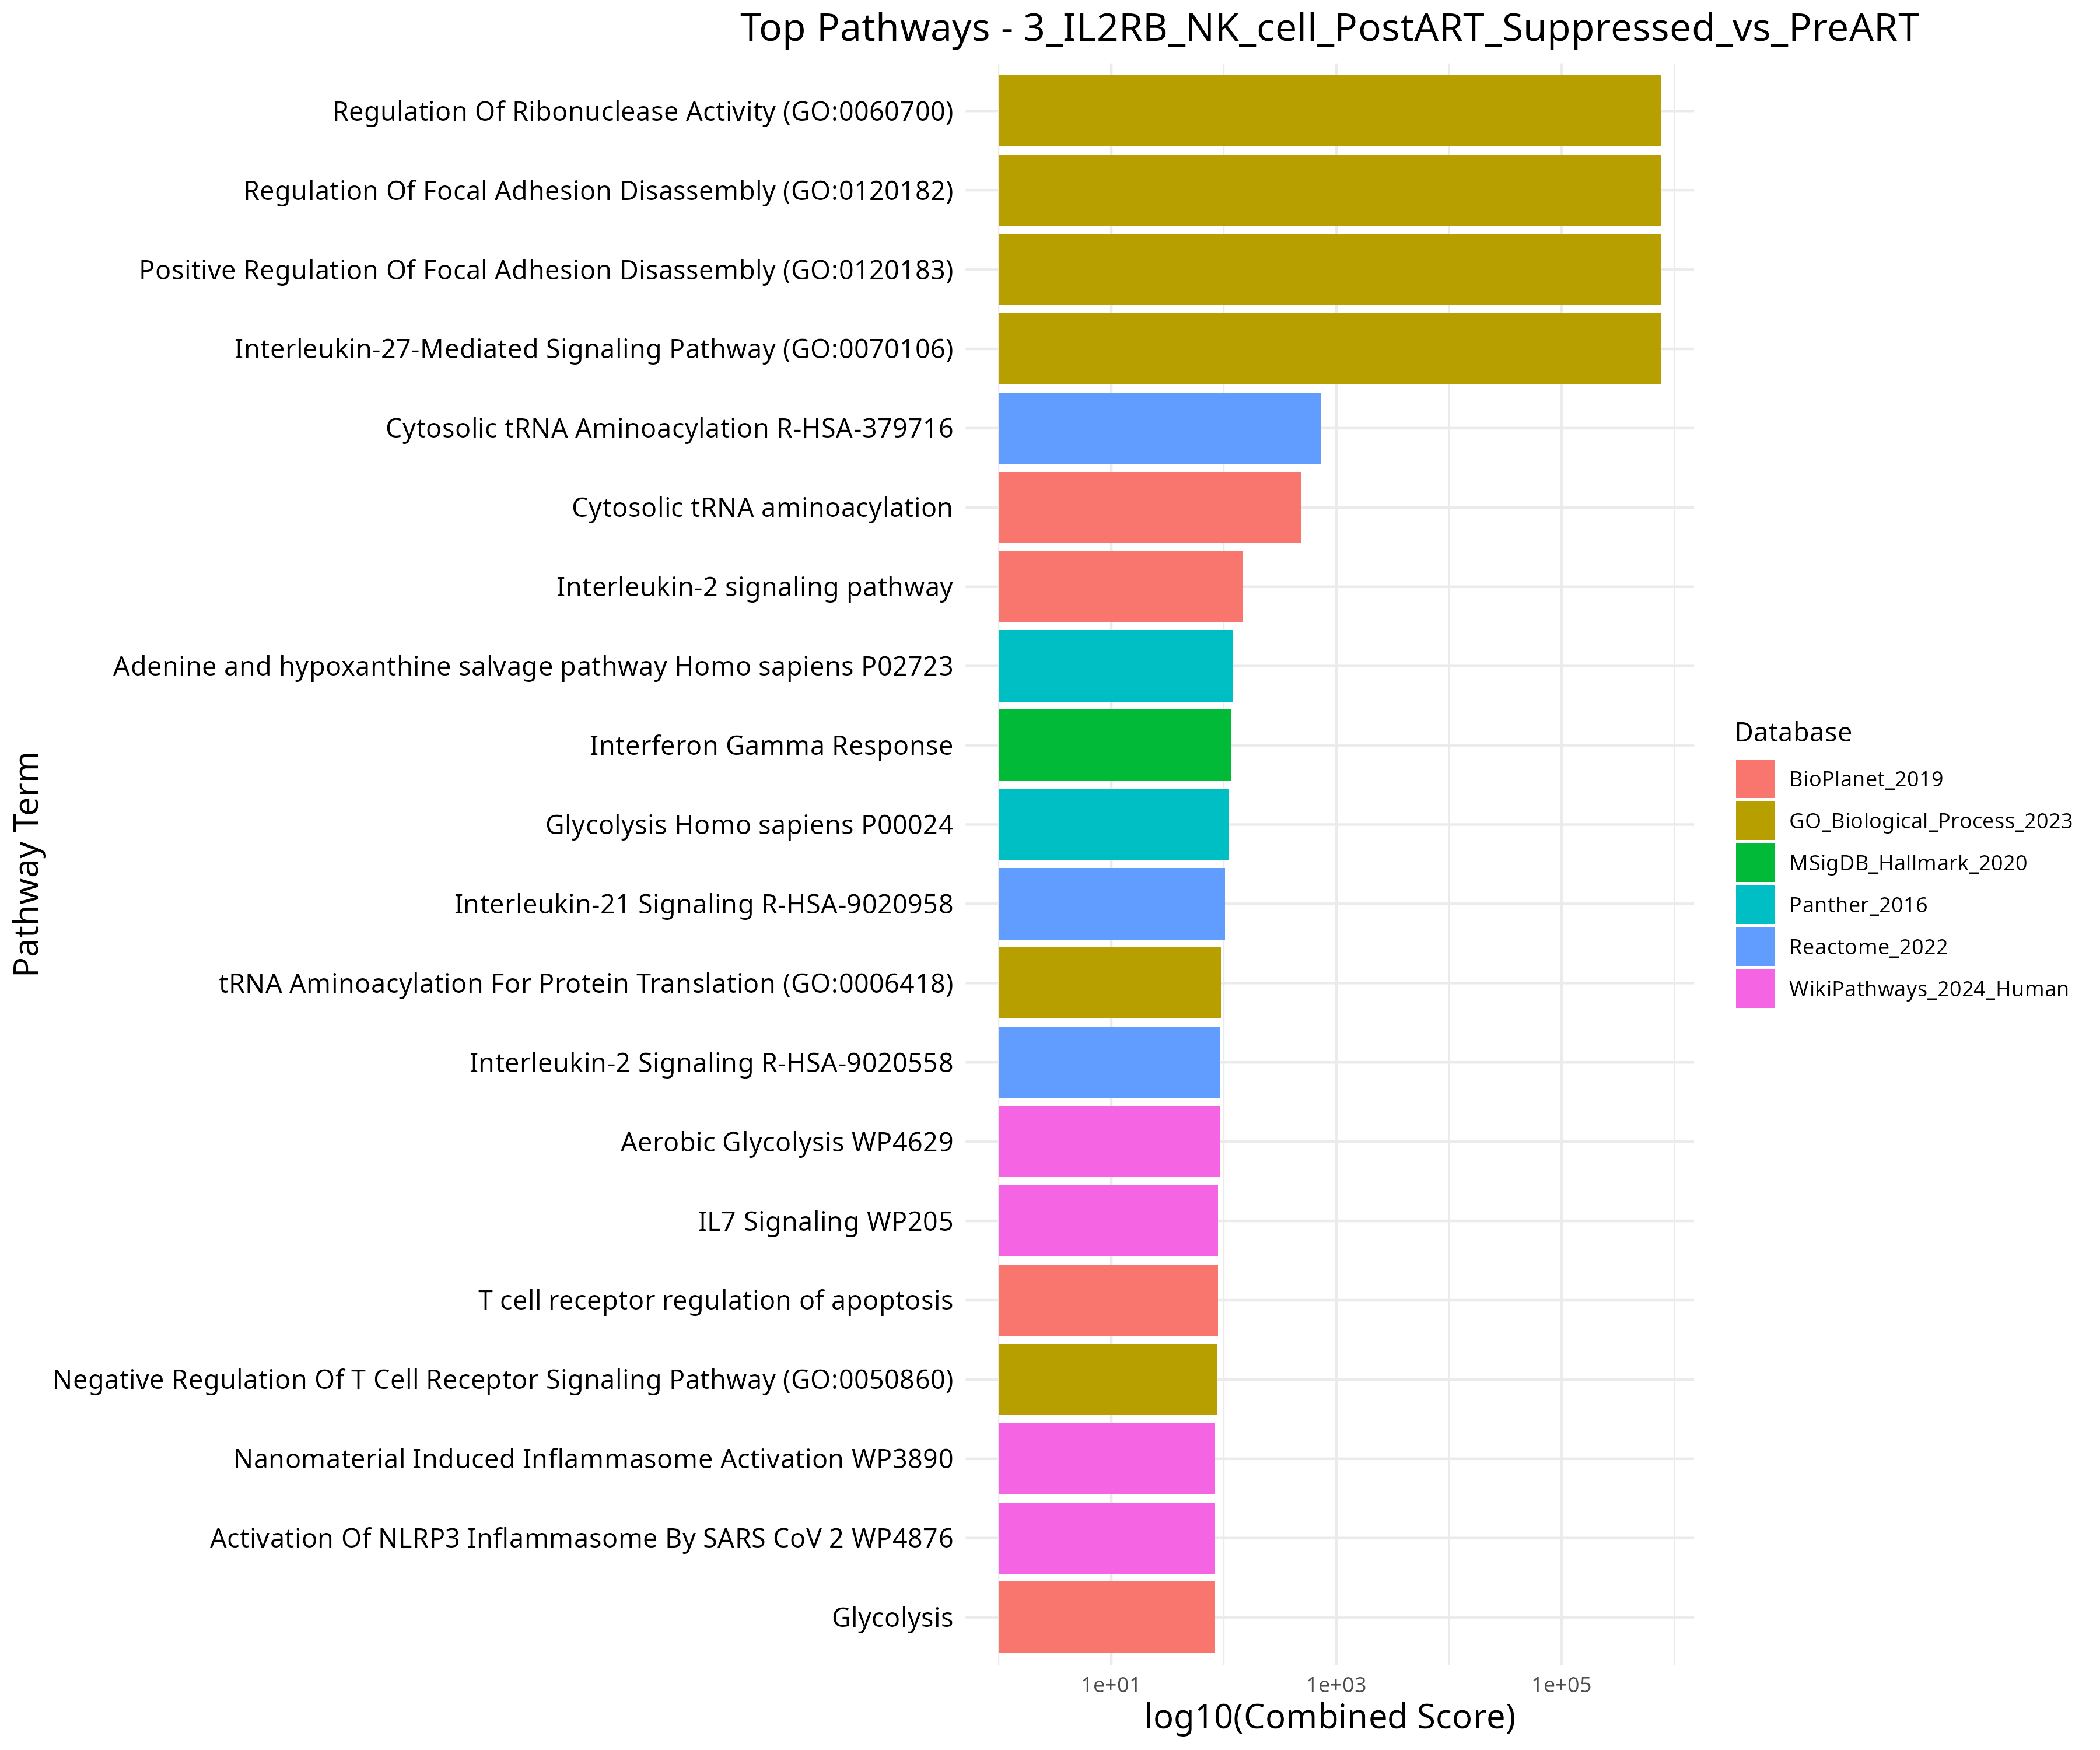 Top Pathways - 3_IL2RB_NK_cell_PostART_Suppressed_vs_PreART
Regulation Of Ribonuclease Activity (GO:0060700)
Regulation Of Focal Adhesion Disassembly (GO:0120182)
Positive Regulation Of Focal Adhesion Disassembly (GO:0120183)
Interleukin-27-Mediated Signaling Pathway (GO:0070106)
Cytosolic tRNA Aminoacylation R-HSA-379716
Cytosolic tRNA aminoacylation
Interleukin-2 signaling pathway
Adenine and hypoxanthine salvage pathway Homo sapiens P02723
Interferon Gamma Response
Glycolysis Homo sapiens P00024
Interleukin-21 Signaling R-HSA-9020958
tRNA Aminoacylation For Protein Translation (GO:0006418)
Interleukin-2 Signaling R-HSA-9020558
Aerobic Glycolysis WP4629
IL7 Signaling WP205
T cell receptor regulation of apoptosis
Negative Regulation Of T Cell Receptor Signaling Pathway (GO:0050860)
Nanomaterial Induced Inflammasome Activation WP3890
Activation Of NLRP3 Inflammasome By SARS CoV 2 WP4876
Glycolysis
Pathway Term
1e+01
1e+03
1e+05
log10(Combined Score)
Database
BioPlanet_2019
GO_Biological_Process_2023
MSigDB_Hallmark_2020
Panther_2016
Reactome_2022
WikiPathways_2024_Human